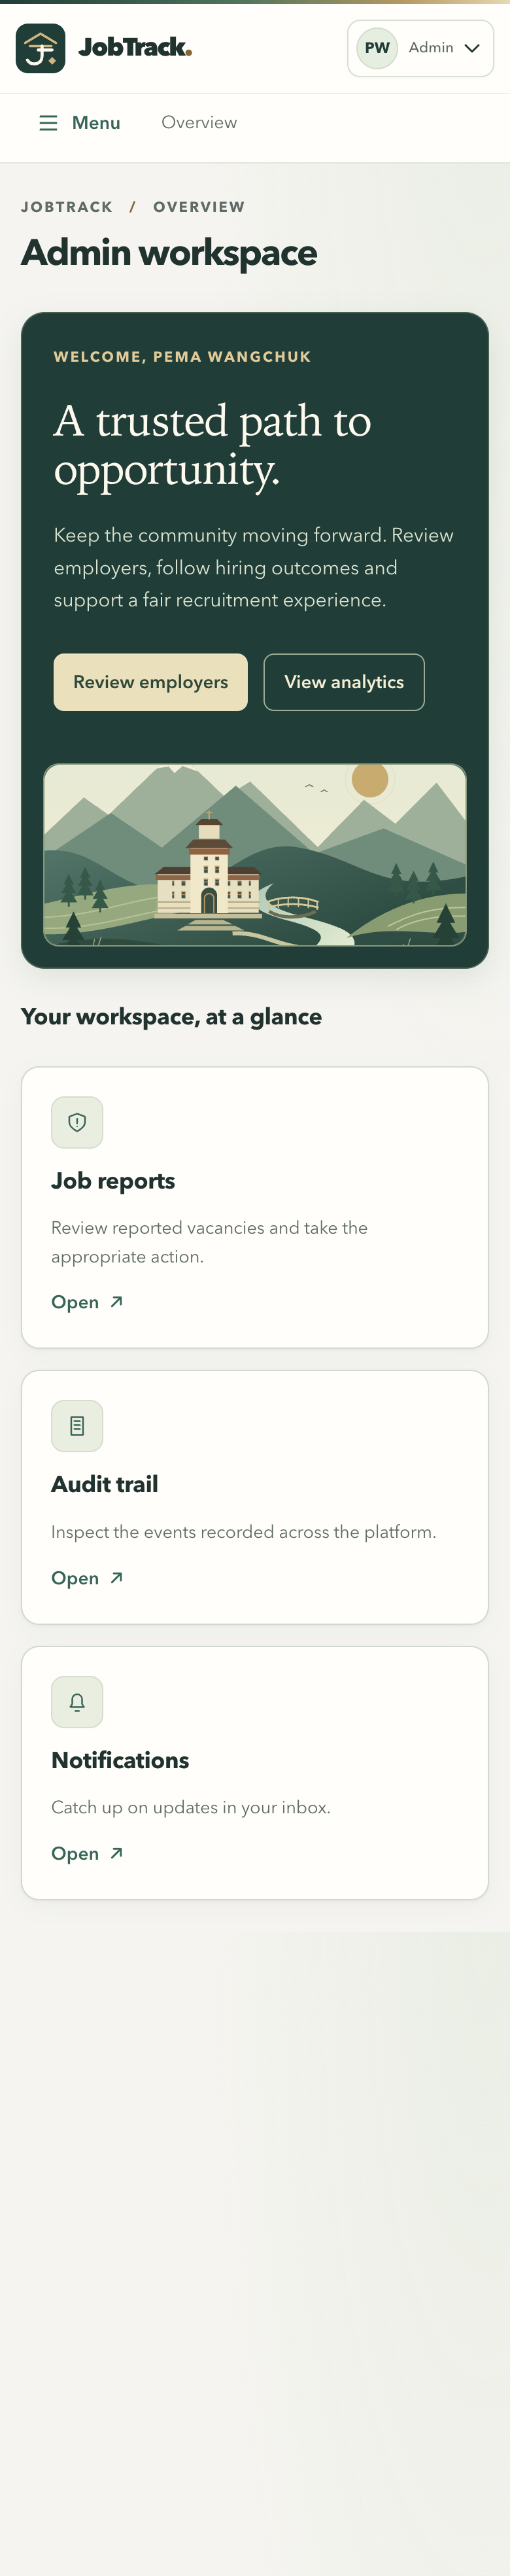 JobTrack.
PW Admin
Menu Overview
JOBTRACK / OVERVIEW
Admin workspace
WELCOME, PEMA WANGCHUK
A trusted path to
opportunity.
Keep the community moving forward. Review
employers, follow hiring outcomes and
support a fair recruitment experience.
Review employers View analytics
Your workspace, at a glance
Job reports
Review reported vacancies and take the
appropriate action.
Open
Audit trail
Inspect the events recorded across the platform.
Open
Notifications
Catch up on updates in your inbox.
Open